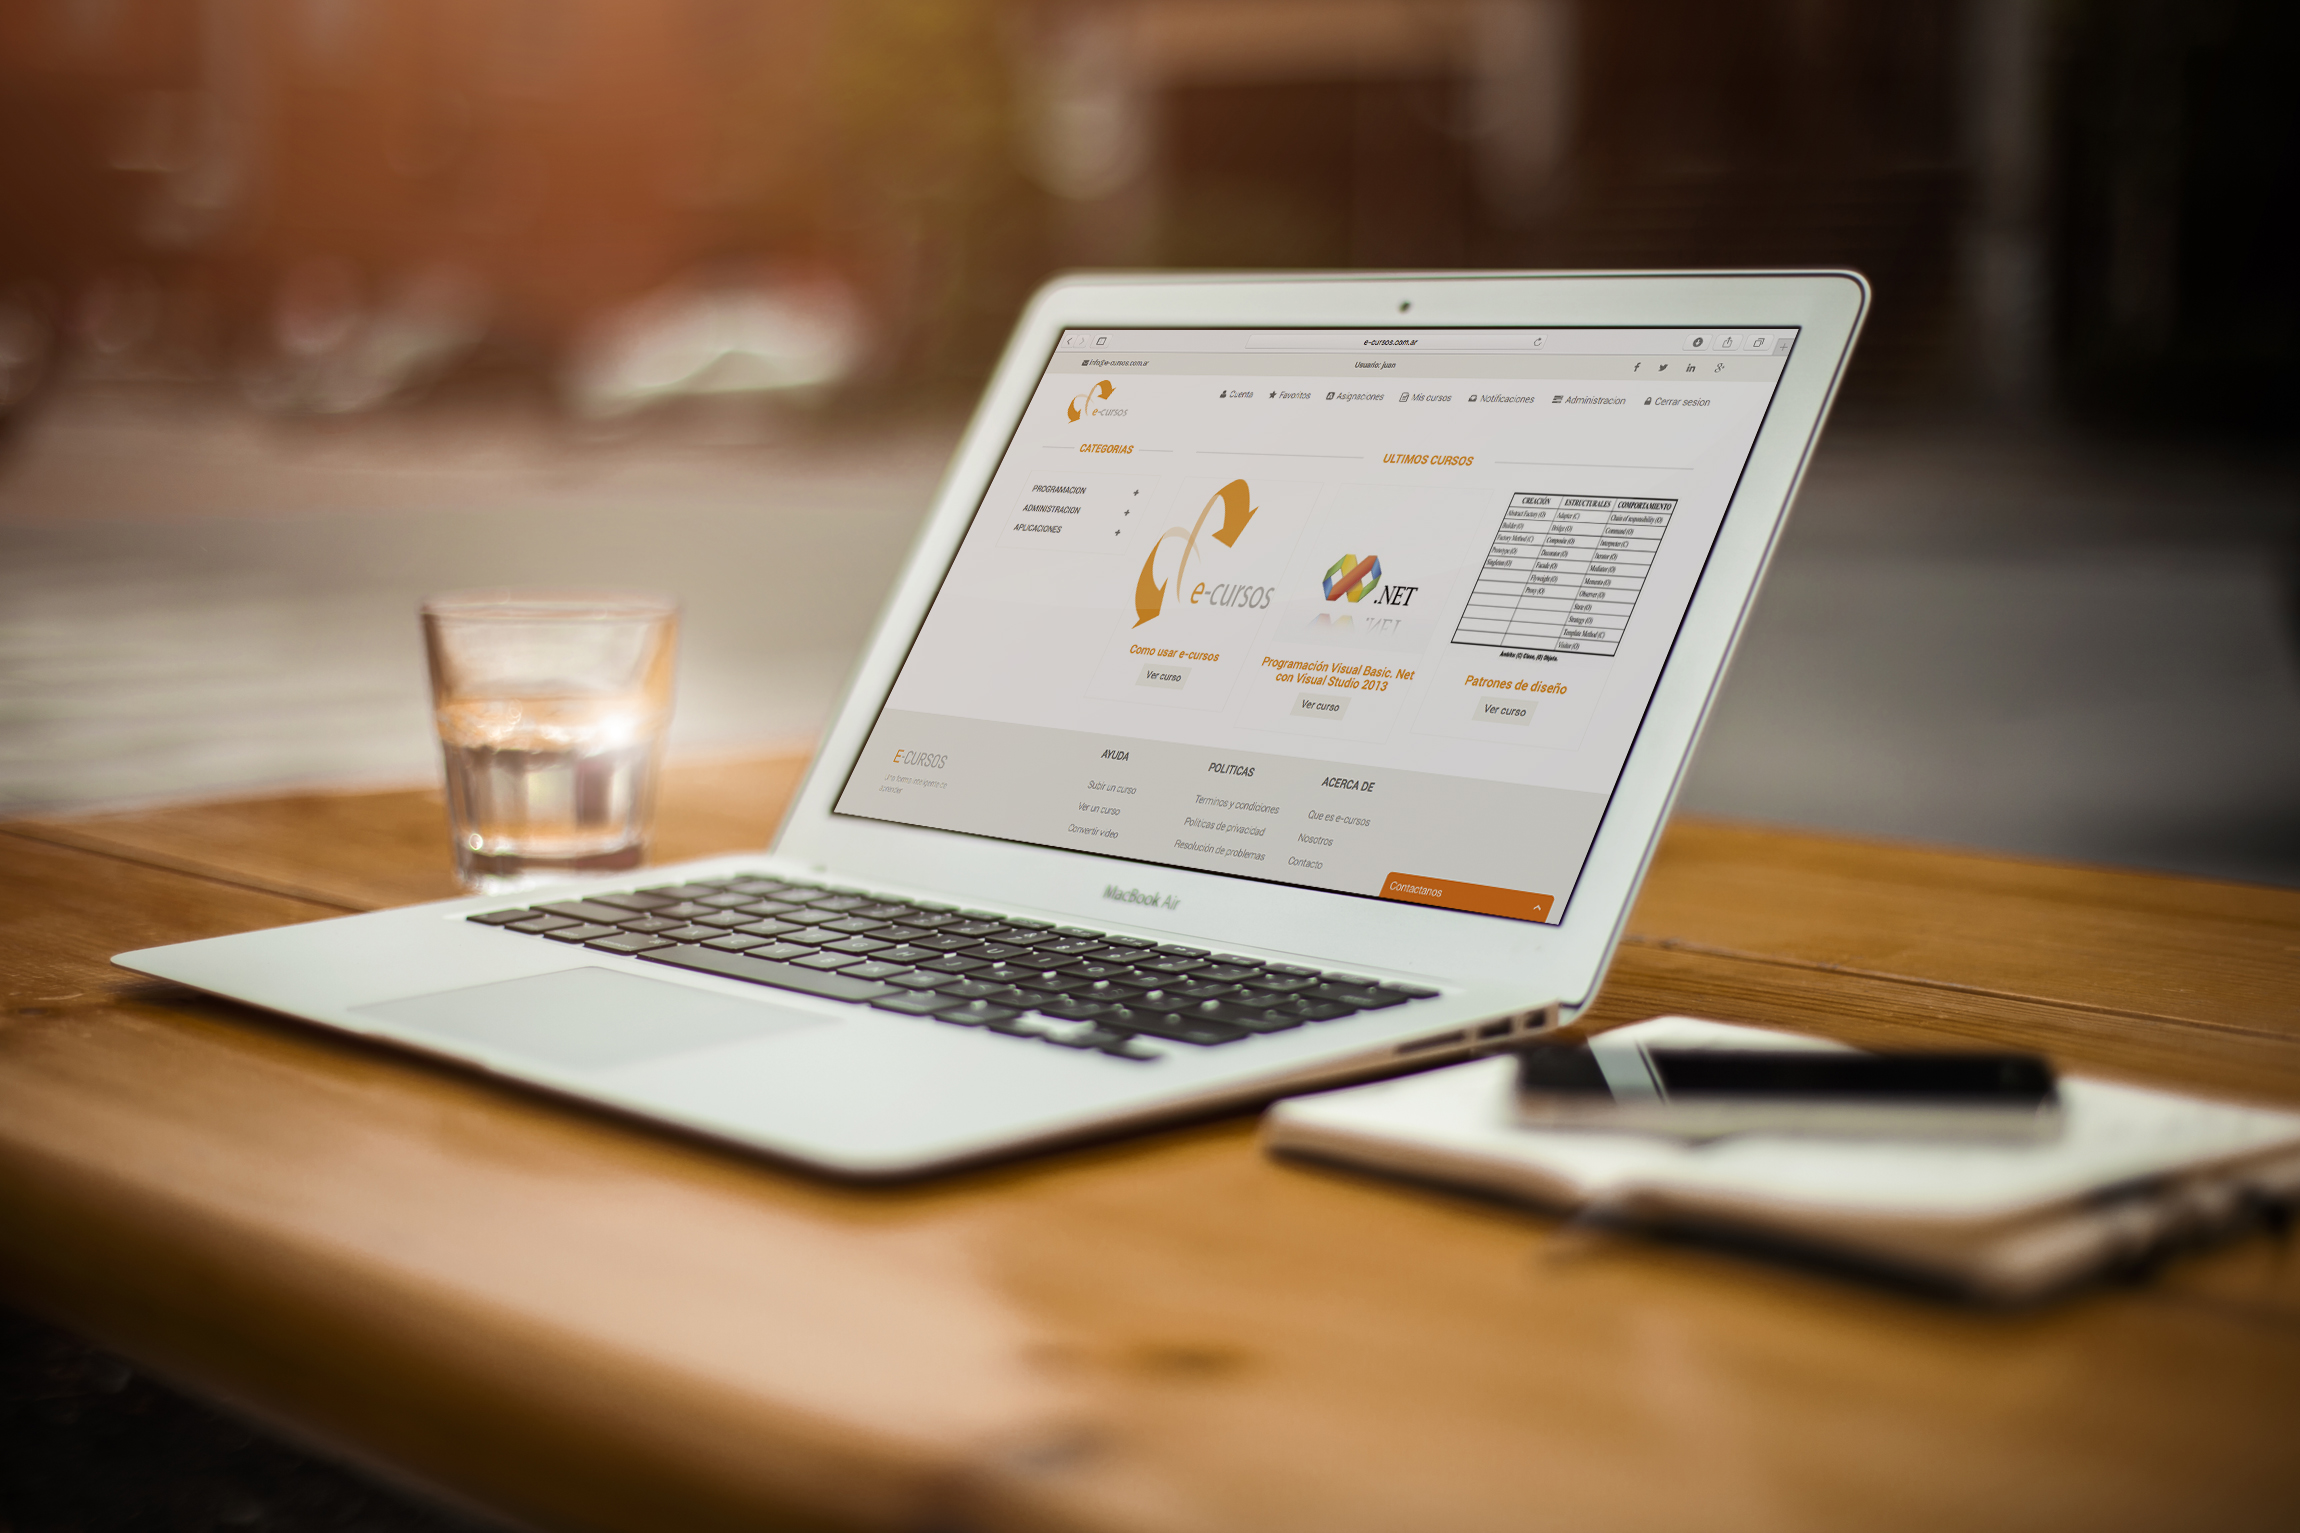 e-cursos.com.ar
info@e-cursos.com.ar
Usuario: juan
e-cursos
Cuenta
Favoritos
Asignaciones
Mis cursos
Notificaciones
Administracion
Cerrar sesion
CATEGORIAS
PROGRAMACION
ADMINISTRACION
APLICACIONES
ULTIMOS CURSOS
e-cursos
Como usar e-cursos
Ver curso
.NET
Programación Visual Basic. Net
con Visual Studio 2013
Ver curso
CREACIÓN ESTRUCTURALES COMPORTAMIENTO
Abstract Factory (O) Adapter (C) Chain of responsibility (O)
Builder (O) Bridge (O) Command (O)
Factory Method (C) Composite (O) Interpreter (C)
Prototype (O) Decorator (O) Iterator (O)
Singleton (O) Facade (O) Mediator (O)
Flyweight (O) Memento (O)
Proxy (O) Observer (O)
State (O)
Strategy (O)
Template Method (C)
Visitor (O)
Ámbito: (C) Clase, (O) Objeto.
Patrones de diseño
Ver curso
E-CURSOS
Una forma inteligente de
aprender
AYUDA
Subir un curso
Ver un curso
Convertir video
POLITICAS
Terminos y condiciones
Politicas de privacidad
Resolución de problemas
ACERCA DE
Que es e-cursos
Nosotros
Contacto
Contactanos
MacBook Air